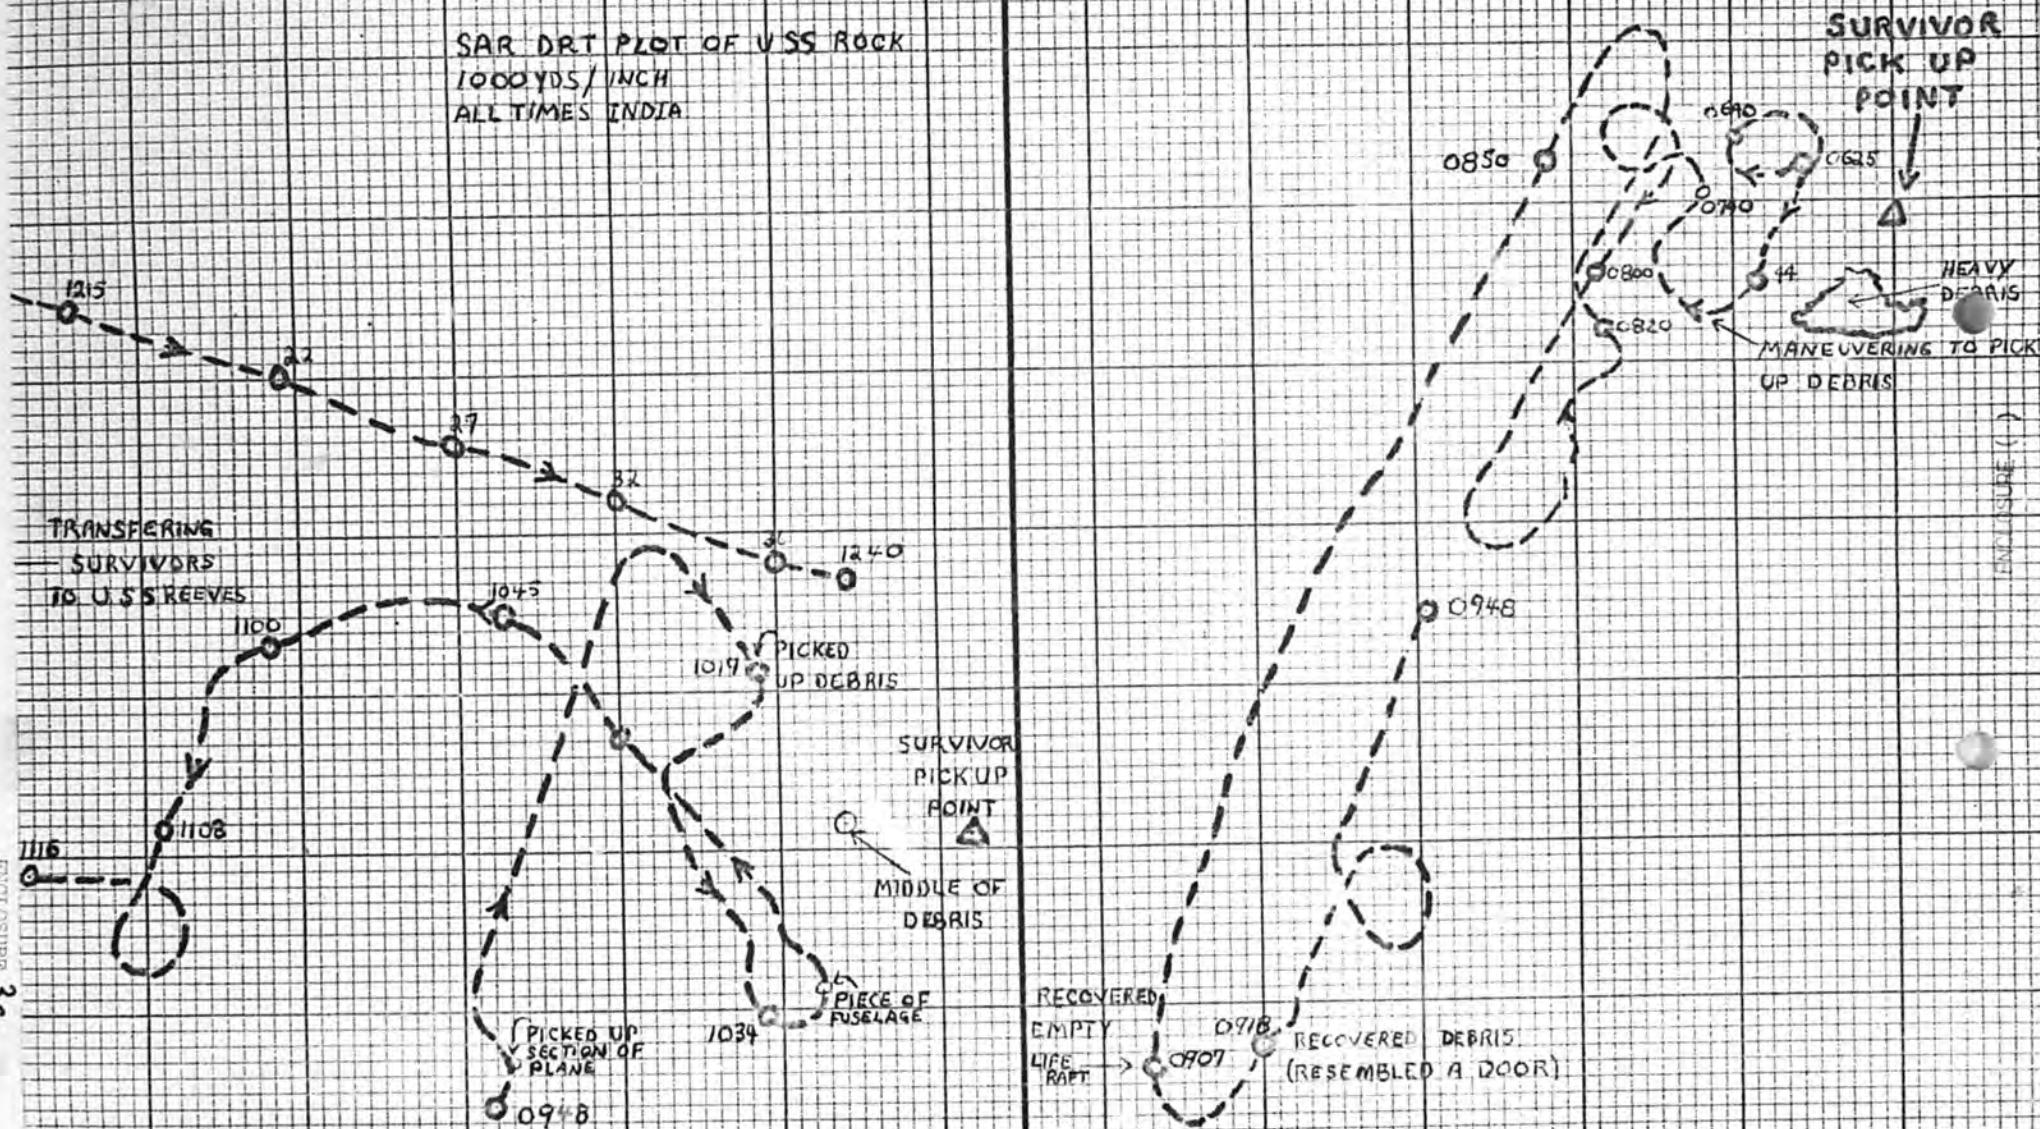 SAR DRT PLOT OF USS ROCK
1000 YDS/INCH
ALL TIMES INDIA
1215
22
27
32
1240
TRANSFERING
SURVIVORS
TO USS REEVES
1045
1100
1019
PICKED
UP DEBRIS
1108
1116
SURVIVOR
PICK UP
POINT
MIDDLE OF
DEBRIS
PIECE OF
FUSELAGE
1034
PICKED UP
SECTION OF
PLANE
0948
SURVIVOR
PICK UP
POINT
0850
0640
0625
0740
0800
44
0820
HEAVY
DEBRIS
MANEUVERING TO PICK
UP DEBRIS
0948
RECOVERED
EMPTY
LIFE
RAFT
0907
0918
RECOVERED DEBRIS
(RESEMBLED A DOOR)
ENCLOSURE ( )